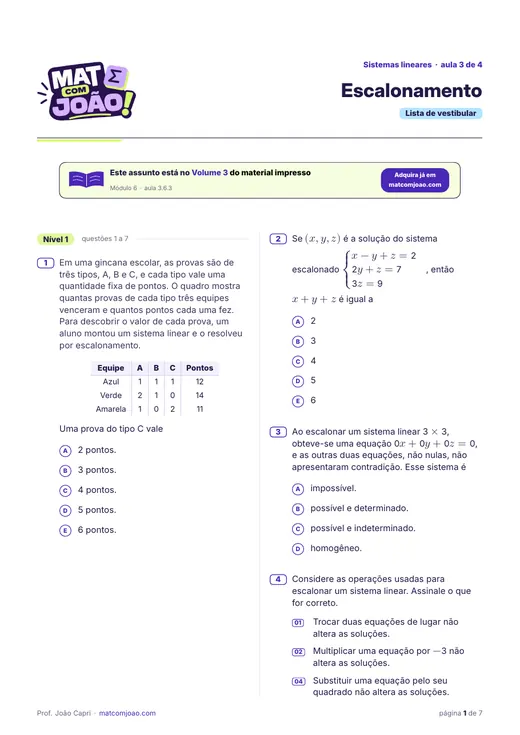 MAT Σ
COM
JOÃO!
Sistemas lineares · aula 3 de 4
Escalonamento
Lista de vestibular
Este assunto está no Volume 3 do material impresso
Módulo 6 · aula 3.6.3
Adquira já em
matcomjoao.com
Nível 1 questões 1 a 7
1 Em uma gincana escolar, as provas são de
três tipos, A, B e C, e cada tipo vale uma
quantidade fixa de pontos. O quadro mostra
quantas provas de cada tipo três equipes
venceram e quantos pontos cada uma fez.
Para descobrir o valor de cada prova, um
aluno montou um sistema linear e o resolveu
por escalonamento.
Equipe A B C Pontos
Azul 1 1 1 12
Verde 2 1 0 14
Amarela 1 0 2 11
Uma prova do tipo C vale
A 2 pontos.
B 3 pontos.
C 4 pontos.
D 5 pontos.
E 6 pontos.
2 Se (x, y, z) é a solução do sistema
x − y + z = 2
escalonado { 2y + z = 7 , então
3z = 9
x + y + z é igual a
A 2
B 3
C 4
D 5
E 6
3 Ao escalonar um sistema linear 3 × 3,
obteve-se uma equação 0x + 0y + 0z = 0,
e as outras duas equações, não nulas, não
apresentaram contradição. Esse sistema é
A impossível.
B possível e determinado.
C possível e indeterminado.
D homogêneo.
4 Considere as operações usadas para
escalonar um sistema linear. Assinale o que
for correto.
01 Trocar duas equações de lugar não
altera as soluções.
02 Multiplicar uma equação por −3 não
altera as soluções.
04 Substituir uma equação pelo seu
quadrado não altera as soluções.
Prof. João Capri · matcomjoao.com
página 1 de 7